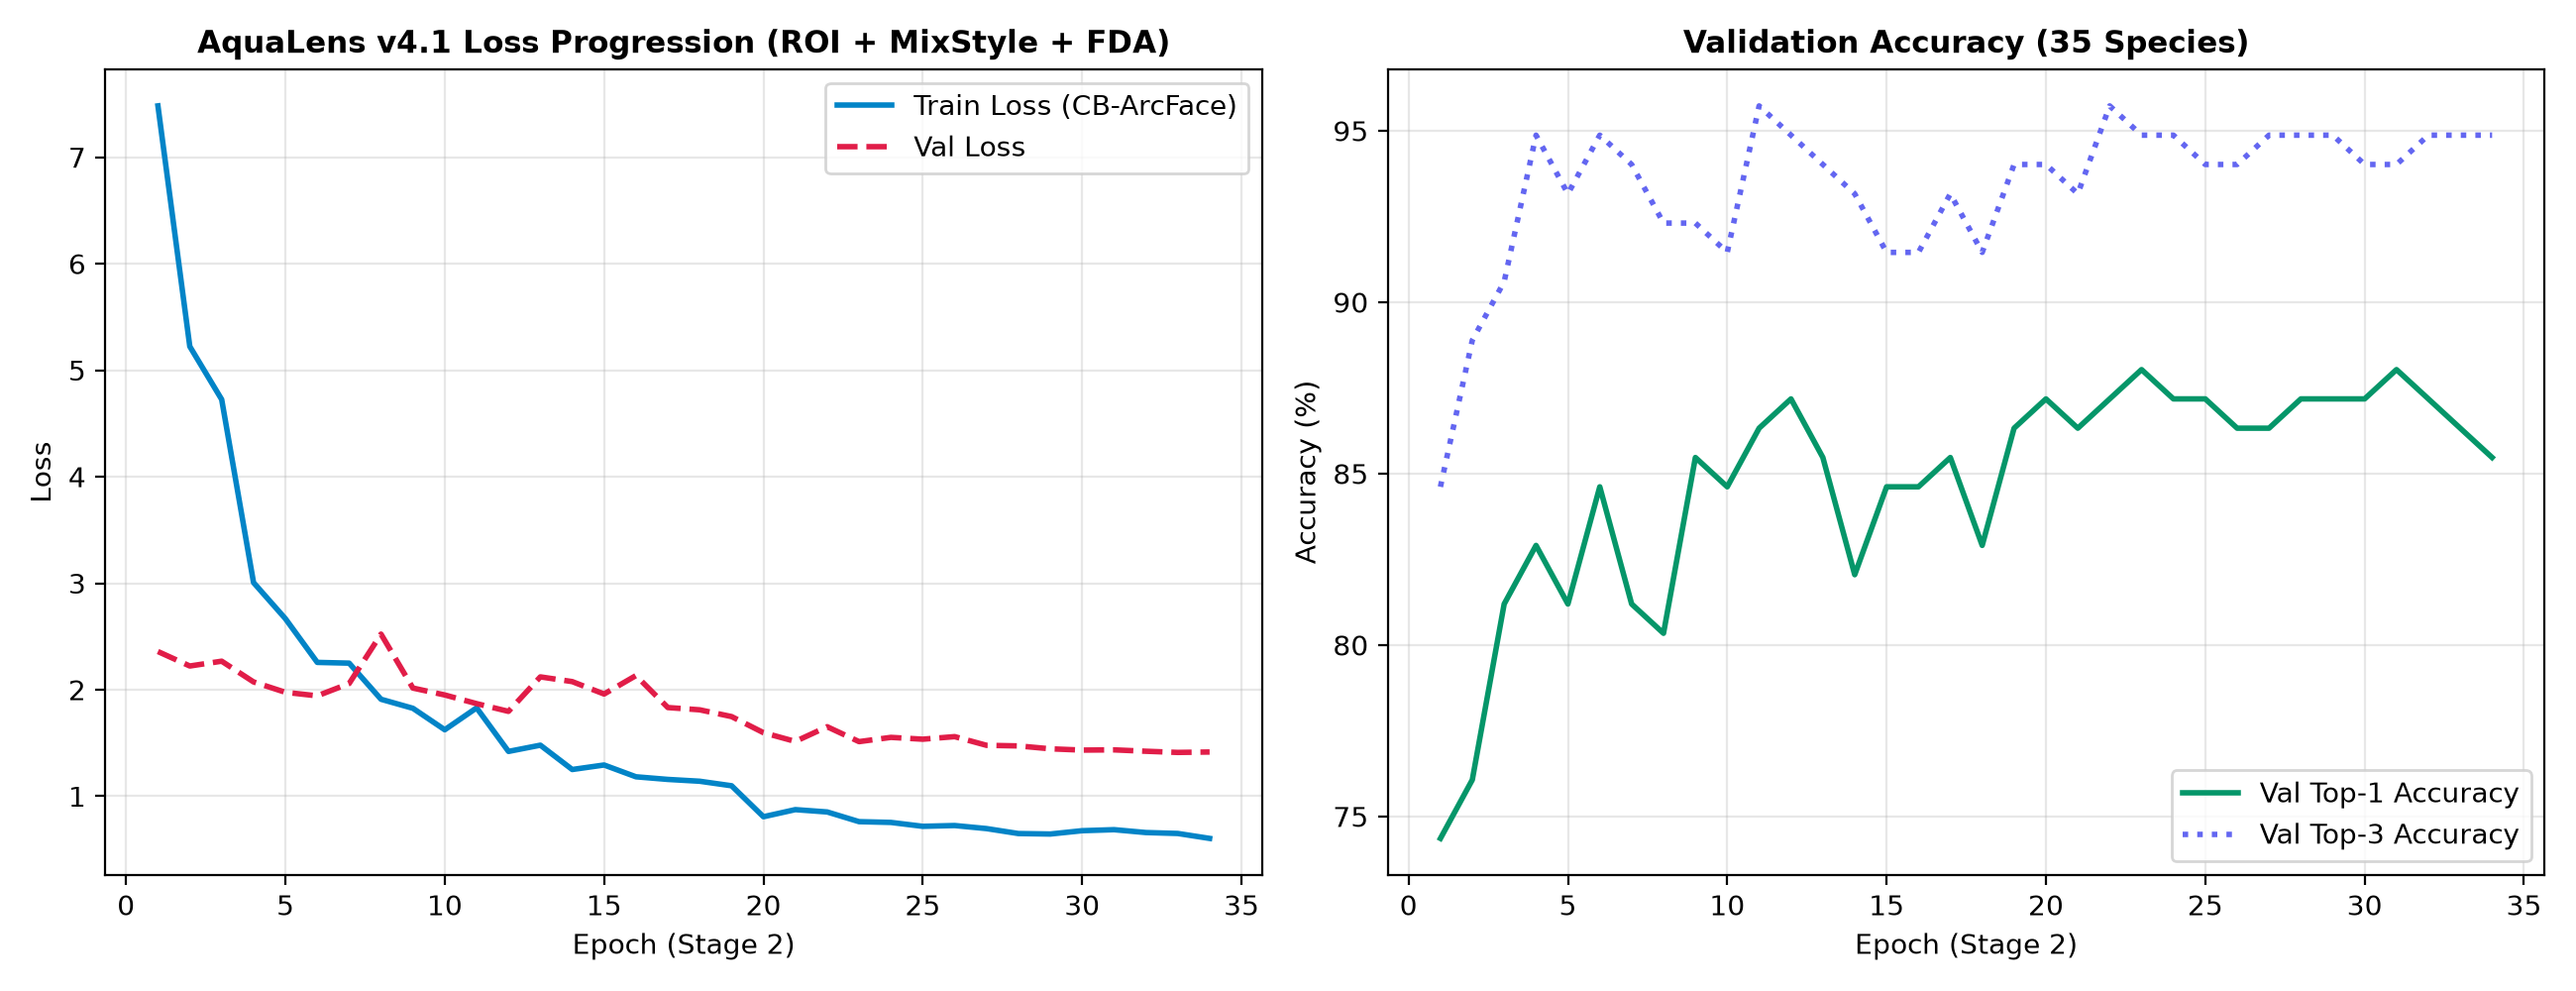 AquaLens v4.1 Loss Progression (ROI + MixStyle + FDA)
Train Loss (CB-ArcFace)
Val Loss
Loss
7
6
5
4
3
2
1
0 5 10 15 20 25 30 35
Epoch (Stage 2)
Validation Accuracy (35 Species)
Accuracy (%)
95
90
85
80
75
Val Top-1 Accuracy
Val Top-3 Accuracy
0 5 10 15 20 25 30 35
Epoch (Stage 2)